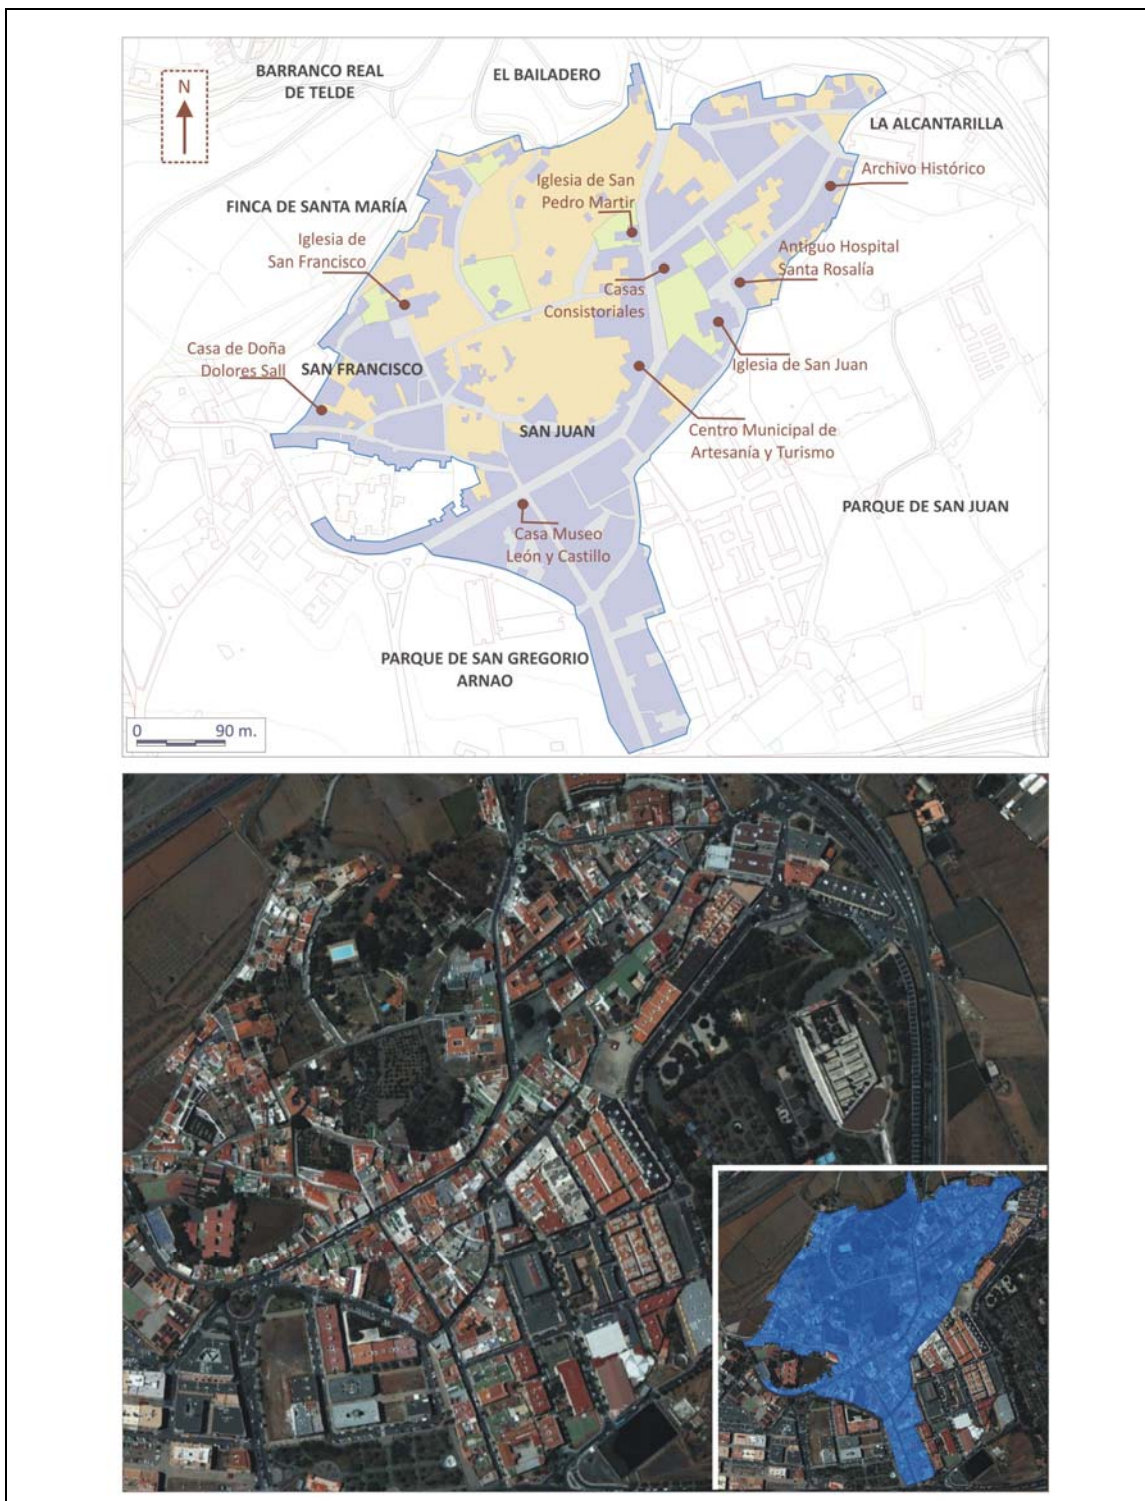 BARRANCO REAL
DE TELDE
EL BAILADERO
N
LA ALCANTARILLA
Archivo Histórico
Iglesia de San
Pedro Martir
FINCA DE SANTA MARÍA
Iglesia de
San Francisco
Antiguo Hospital
Santa Rosalía
Casas
Consistoriales
Casa de Doña
Dolores Sall
SAN FRANCISCO
Iglesia de San Juan
SAN JUAN
Centro Municipal de
Artesanía y Turismo
PARQUE DE SAN JUAN
Casa Museo
León y Castillo
PARQUE DE SAN GREGORIO
ARNAO
0 90 m.